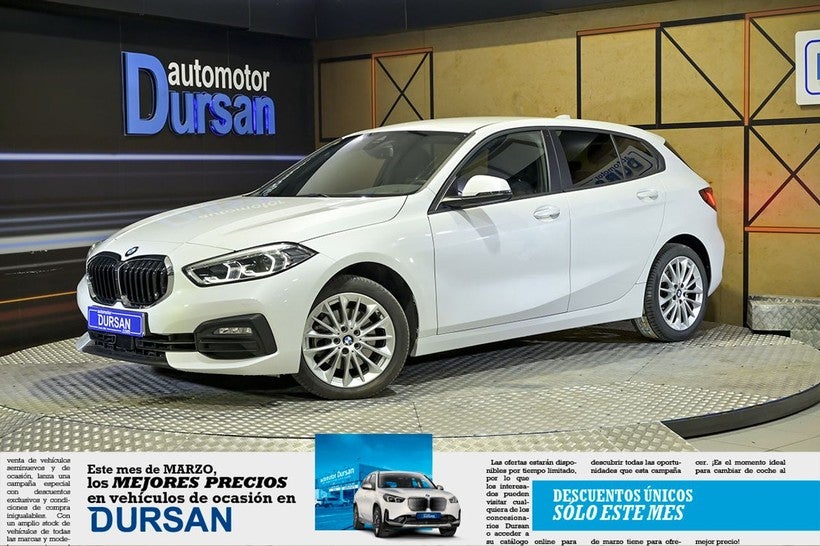 automotor
Dursan
automotor
DURSAN
.com
venta de vehículos
seminuevos y de
ocasión, lanza una
campaña especial
con descuentos
exclusivos y condi-
ciones de compra
inigualables. Con
un amplio stock de
vehículos de todas
las marcas y mode-
Este mes de MARZO,
los MEJORES PRECIOS
en vehículos de ocasión en
DURSAN
automotor Dursan
Las ofertas estarán dispo-
nibles por tiempo limitado,
por lo que
los interesa-
dos pueden
visitar cual-
quiera de los
concesiona-
rios Dursan
o acceder a
su catálogo online para
descubrir todas las oportu-
nidades que esta campaña
de marzo tiene para ofre-
cer. ¡Es el momento ideal
para cambiar de coche al
mejor precio!
DESCUENTOS ÚNICOS
SÓLO ESTE MES